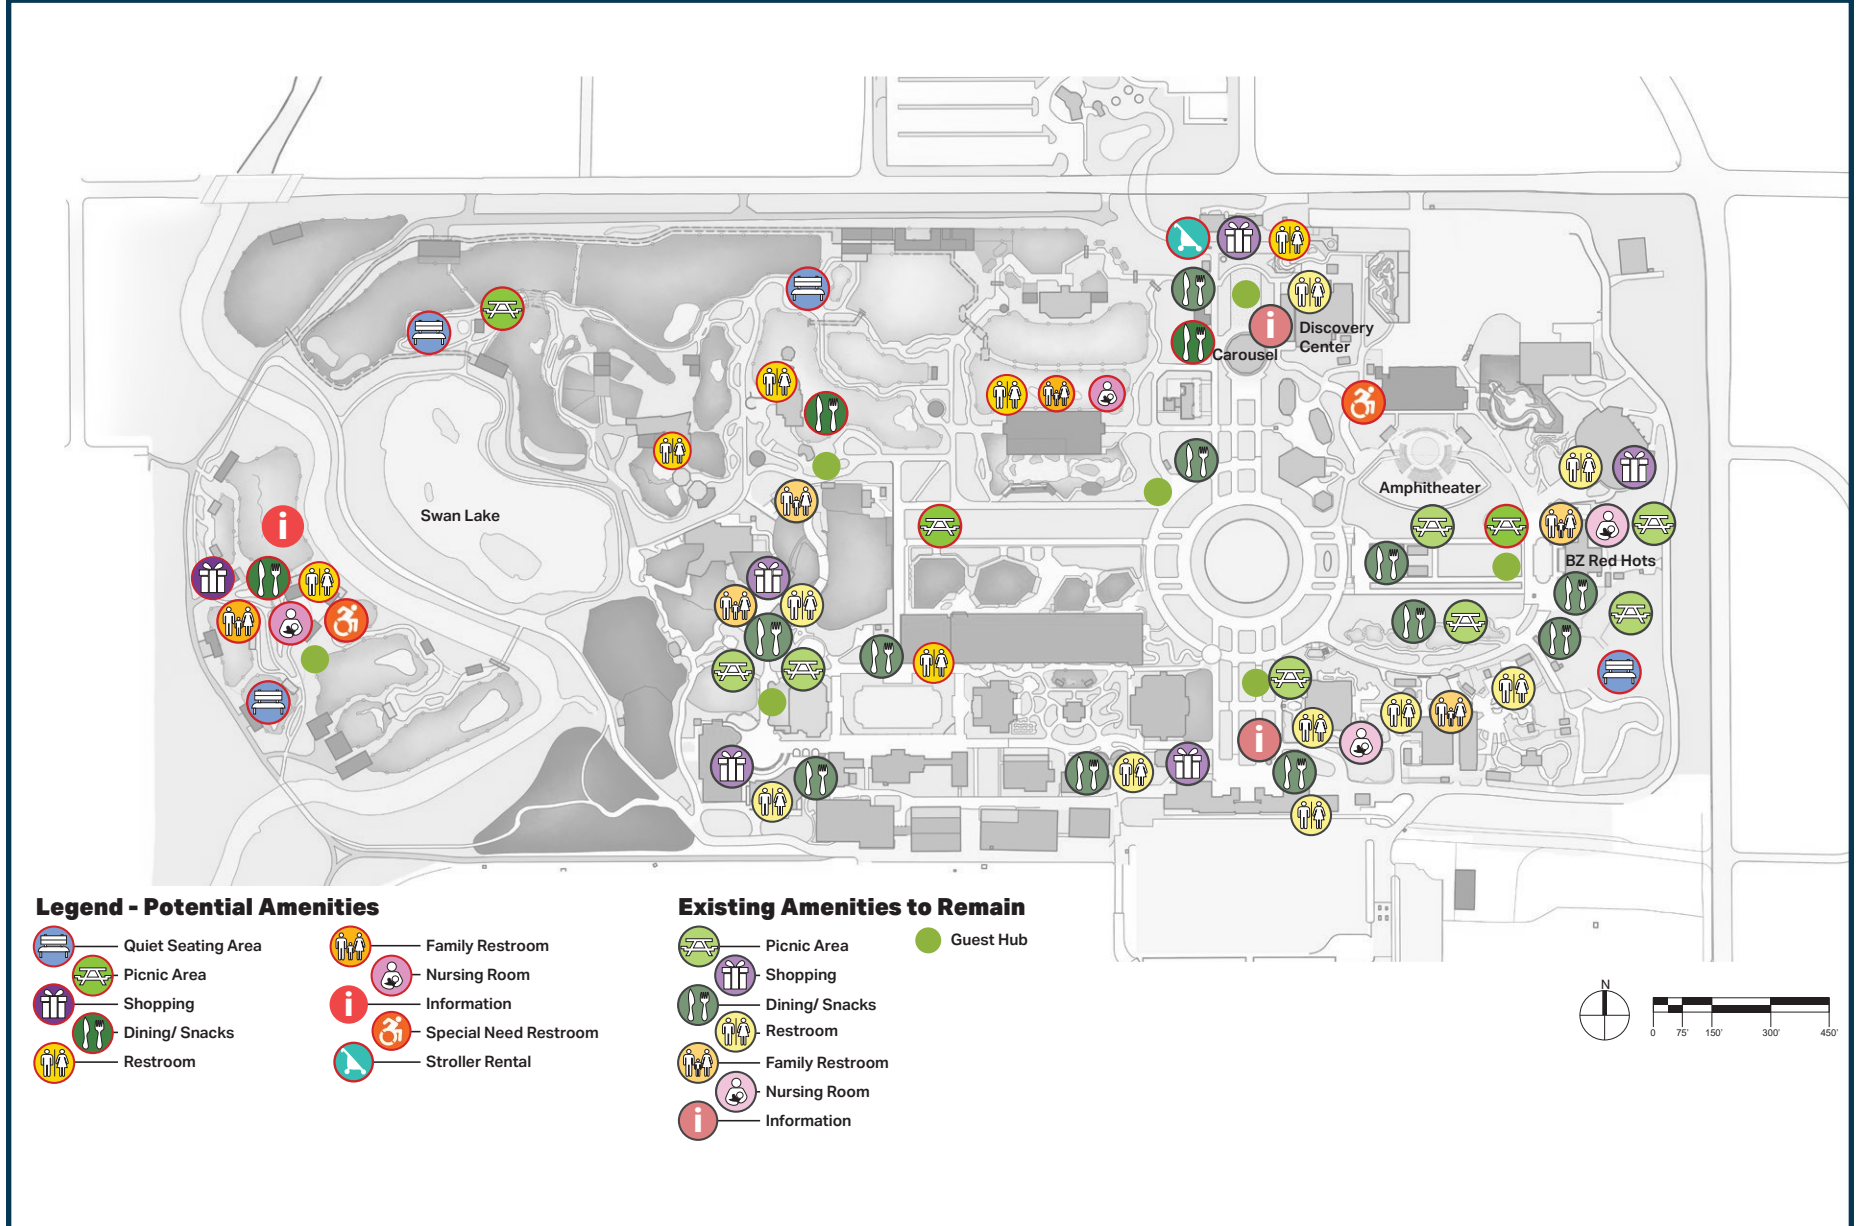 Discovery
Center
Carousel
Amphitheater
Swan Lake
BZ Red Hots
Legend - Potential Amenities
Quiet Seating Area
Picnic Area
Shopping
Dining/ Snacks
Restroom
Family Restroom
Nursing Room
Information
Special Need Restroom
Stroller Rental
Existing Amenities to Remain
Picnic Area
Shopping
Dining/ Snacks
Restroom
Family Restroom
Nursing Room
Information
Guest Hub
N
0 75' 150' 300' 450'